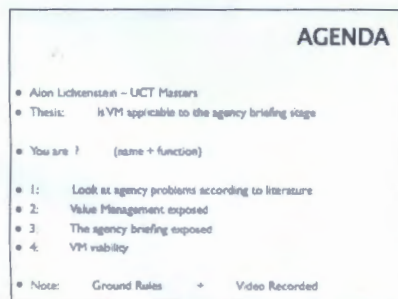 AGENDA
• Alon Lichtenstein – UCT Masters
• Thesis: Is VM applicable to the agency briefing stage
• You are ? (name + function)
• 1: Look at agency problems according to literature
• 2: Value Management exposed
• 3: The agency briefing exposed
• 4: VM viability
• Note: Ground Rules + Video Recorded